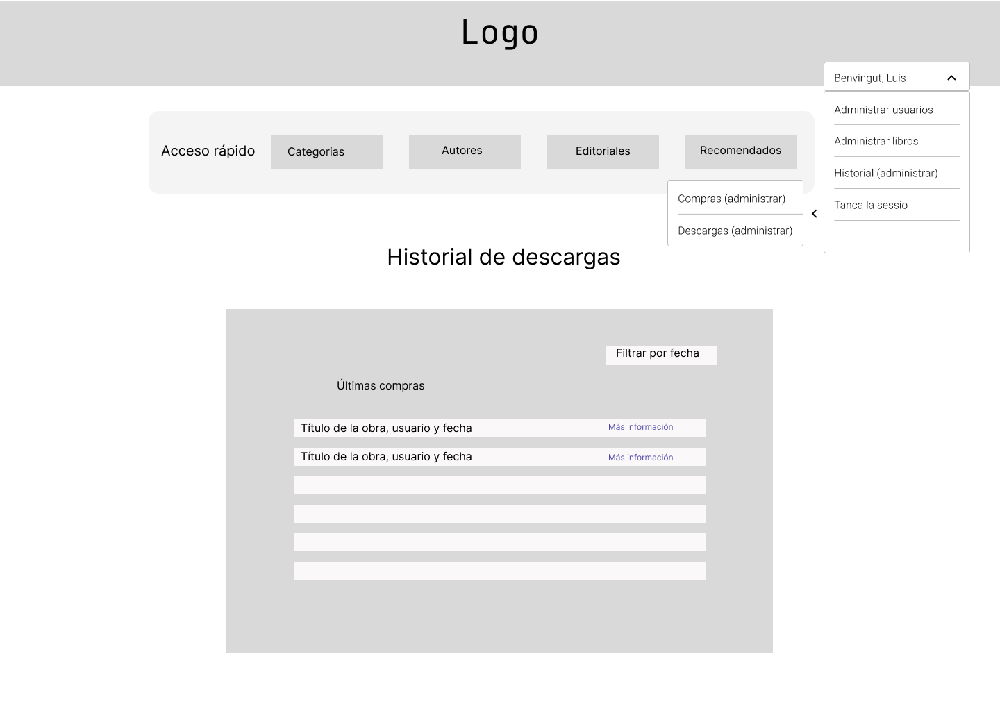 Logo
Benvingut, Luis
Administrar usuarios
Administrar libros
Historial (administrar)
Tanca la sessio
Acceso rápido
Categorias
Autores
Editoriales
Recomendados
Compras (administrar)
Descargas (administrar)
Historial de descargas
Filtrar por fecha
Últimas compras
Título de la obra, usuario y fecha
Más información
Título de la obra, usuario y fecha
Más información